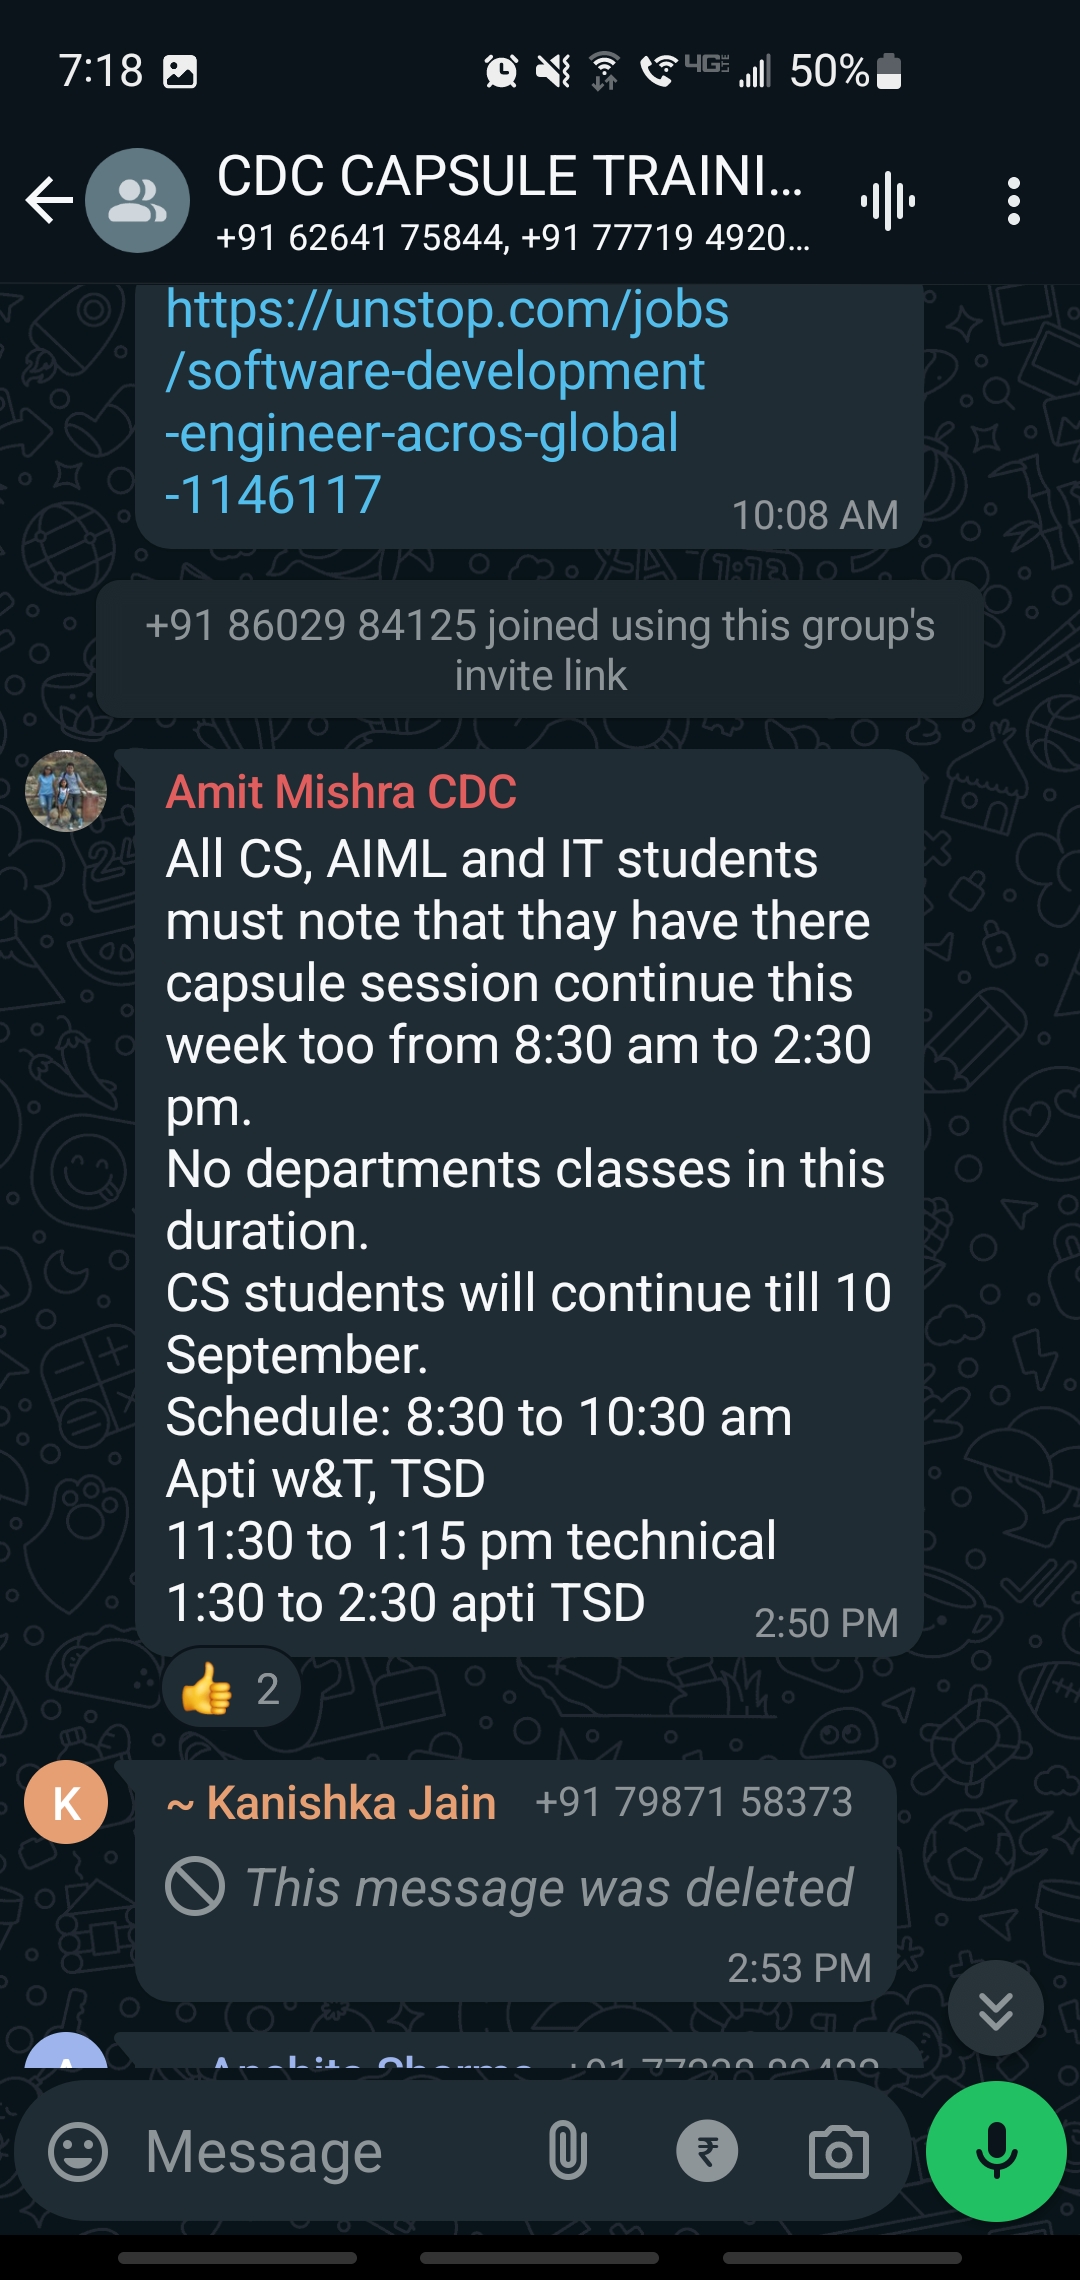 7:18 4G LTE 50%
CDC CAPSULE TRAINI...
+91 62641 75844, +91 77719 4920...
https://unstop.com/jobs
/software-development
-engineer-acros-global
-1146117
10:08 AM
+91 86029 84125 joined using this group's
invite link
Amit Mishra CDC
All CS, AIML and IT students
must note that thay have there
capsule session continue this
week too from 8:30 am to 2:30
pm.
No departments classes in this
duration.
CS students will continue till 10
September.
Schedule: 8:30 to 10:30 am
Apti w&T, TSD
11:30 to 1:15 pm technical
1:30 to 2:30 apti TSD
2:50 PM
👍 2
K
~ Kanishka Jain +91 79871 58373
This message was deleted
2:53 PM
Message
₹